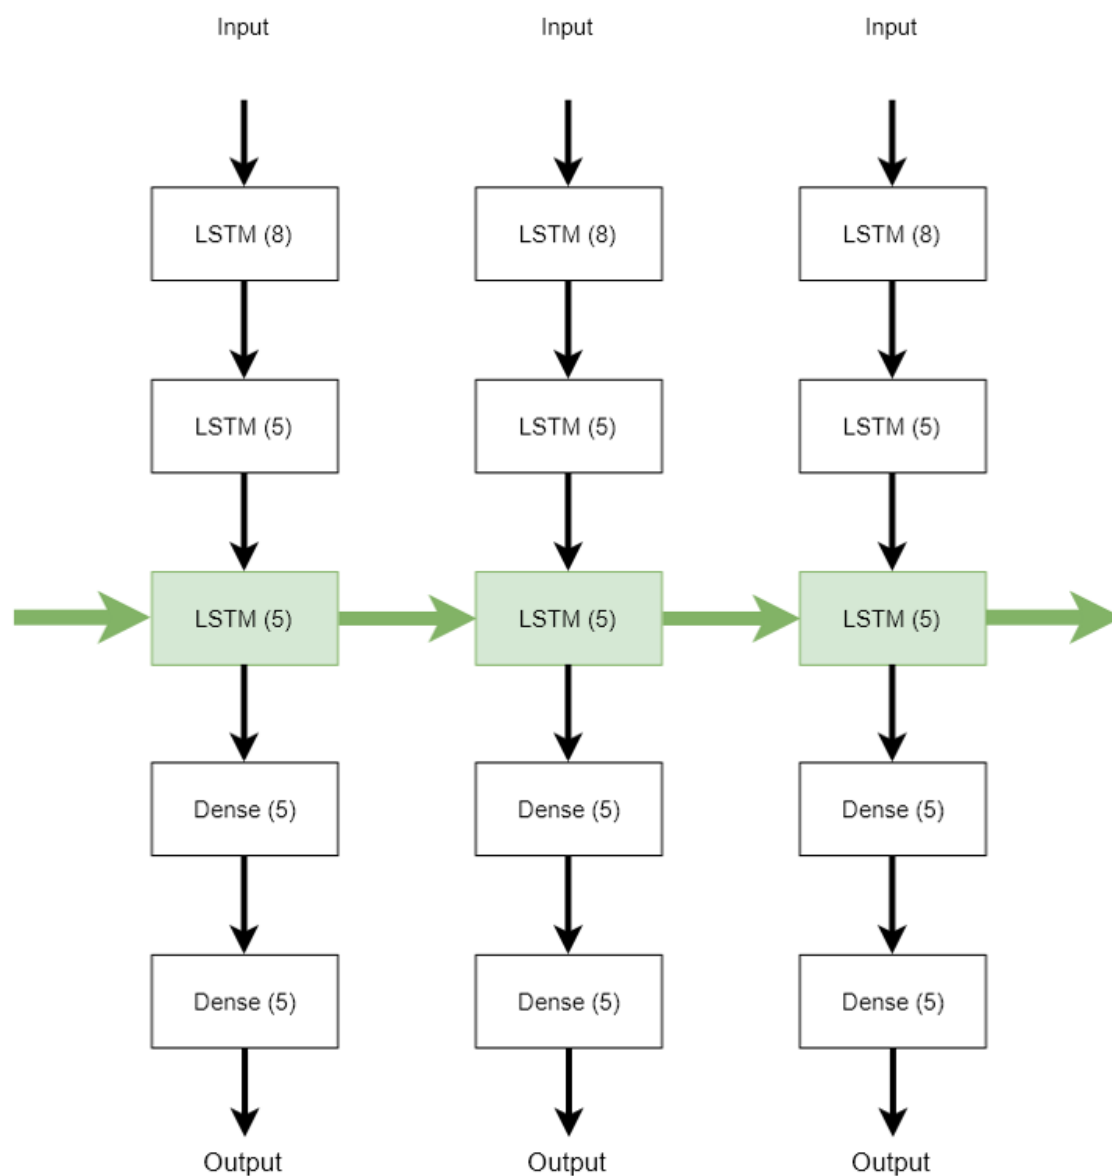 Input Input Input
LSTM (8) LSTM (8) LSTM (8)
LSTM (5) LSTM (5) LSTM (5)
LSTM (5) LSTM (5) LSTM (5)
Dense (5) Dense (5) Dense (5)
Dense (5) Dense (5) Dense (5)
Output Output Output